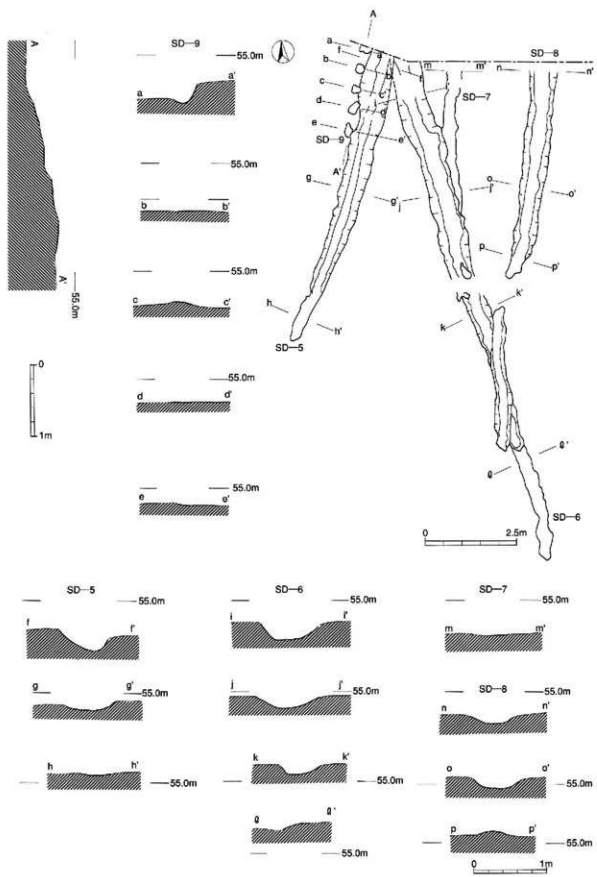 SD—9
55.0m
a
a'
55.0m
b
b'
55.0m
c
c'
55.0m
d
d'
55.0m
e
e'
A
A'
55.0m
0
1m
A
a
a
f
f
b
b
c
c'
d
d'
e
SD—9
e'
A'
g
g'
h
h'
SD—5
m
m'
SD—7
j
j'
SD—8
n
n'
o
o'
p
p'
k
k'
ℓ
ℓ'
SD—6
0
2.5m
SD—5
55.0m
f
f'
g
g'
55.0m
h
h'
55.0m
SD—6
55.0m
i
i'
j
j'
55.0m
k
k'
55.0m
ℓ
ℓ'
55.0m
SD—7
55.0m
m
m'
55.0m
SD—8
n
n'
o
o'
55.0m
p
p'
55.0m
0
1m